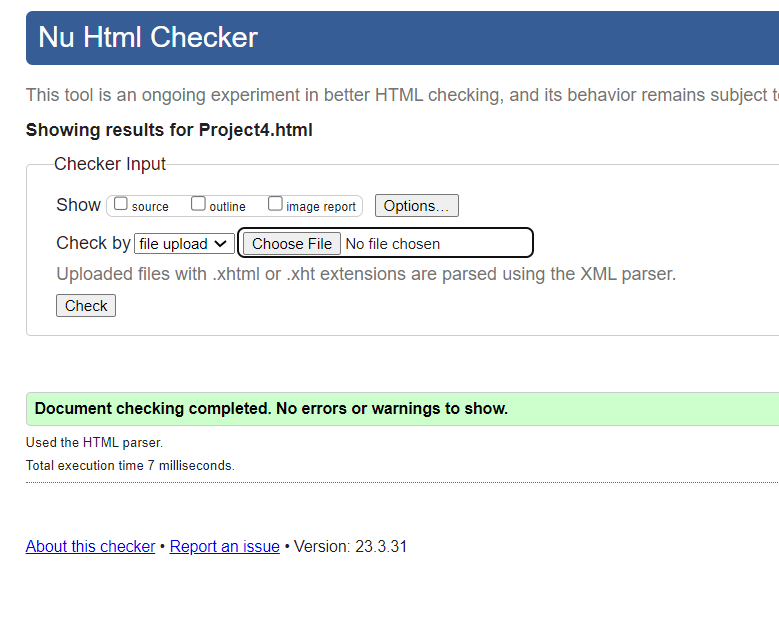 Nu Html Checker
This tool is an ongoing experiment in better HTML checking, and its behavior remains subject
Showing results for Project4.html
Checker Input
Show source outline image report Options...
Check by file upload Choose File No file chosen
Uploaded files with .xhtml or .xht extensions are parsed using the XML parser.
Check
Document checking completed. No errors or warnings to show.
Used the HTML parser.
Total execution time 7 milliseconds.
About this checker • Report an issue • Version: 23.3.31